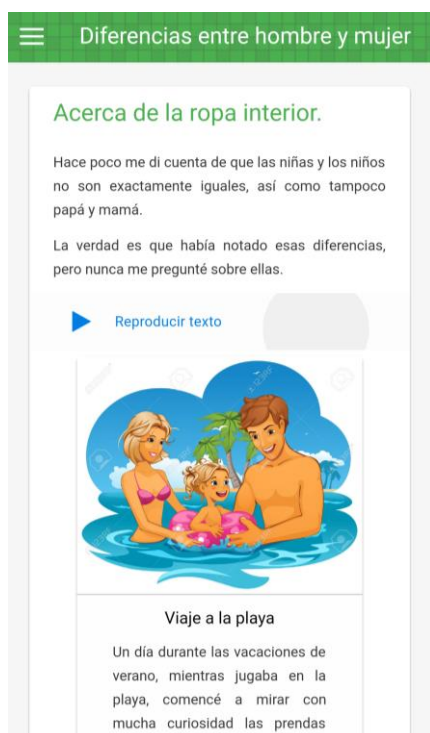 Diferencias entre hombre y mujer
Acerca de la ropa interior.
Hace poco me di cuenta de que las niñas y los niños
no son exactamente iguales, así como tampoco
papá y mamá.
La verdad es que había notado esas diferencias,
pero nunca me pregunté sobre ellas.
Reproducir texto
Viaje a la playa
Un día durante las vacaciones de
verano, mientras jugaba en la
playa, comencé a mirar con
mucha curiosidad las prendas